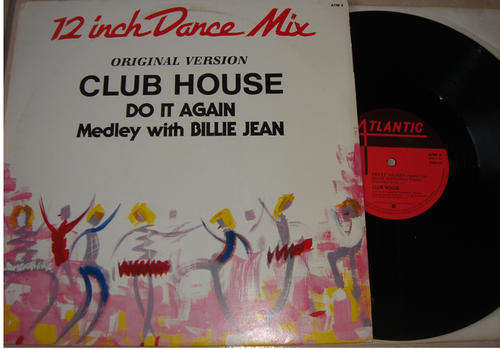 12 inch Dance Mix
ORIGINAL VERSION
CLUB HOUSE
DO IT AGAIN
Medley with BILLIE JEAN
ATLANTIC
CLUB HOUSE